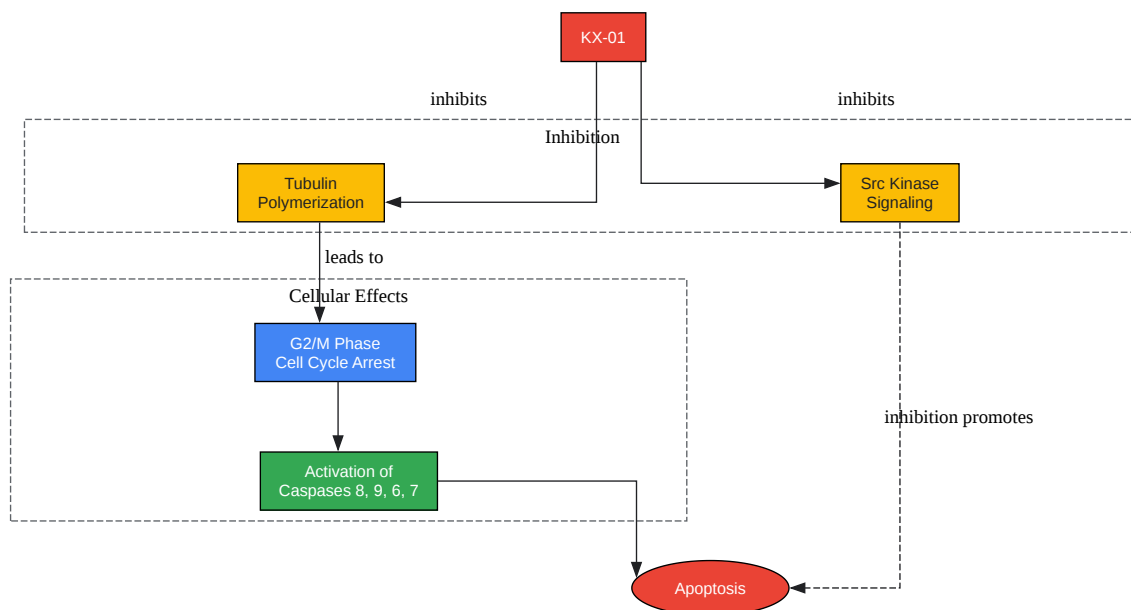 KX-01
inhibits
inhibits
Inhibition
Tubulin
Polymerization
Src Kinase
Signaling
leads to
Cellular Effects
G2/M Phase
Cell Cycle Arrest
inhibition promotes
Activation of
Caspases 8, 9, 6, 7
Apoptosis